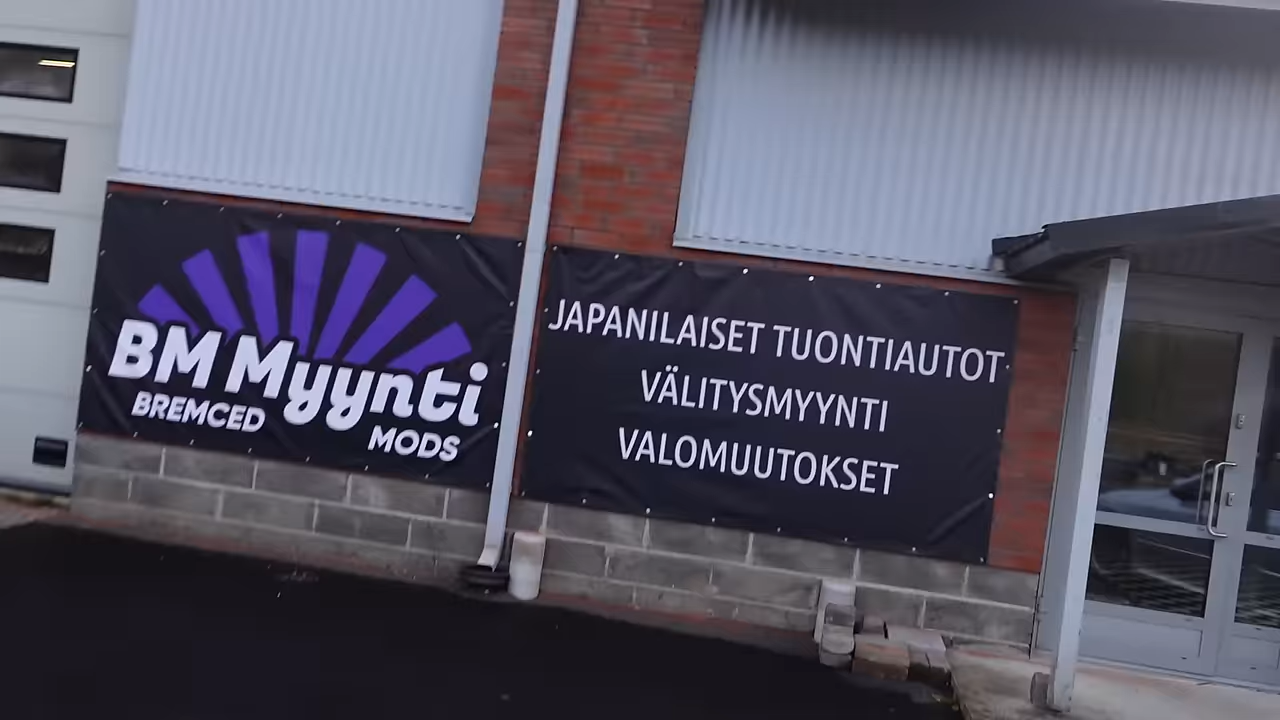 BM Myynti
BREMCED
MODS
JAPANILAISET TUONTIAUTOT
VÄLITYSMYYNTI
VALOMUUTOKSET